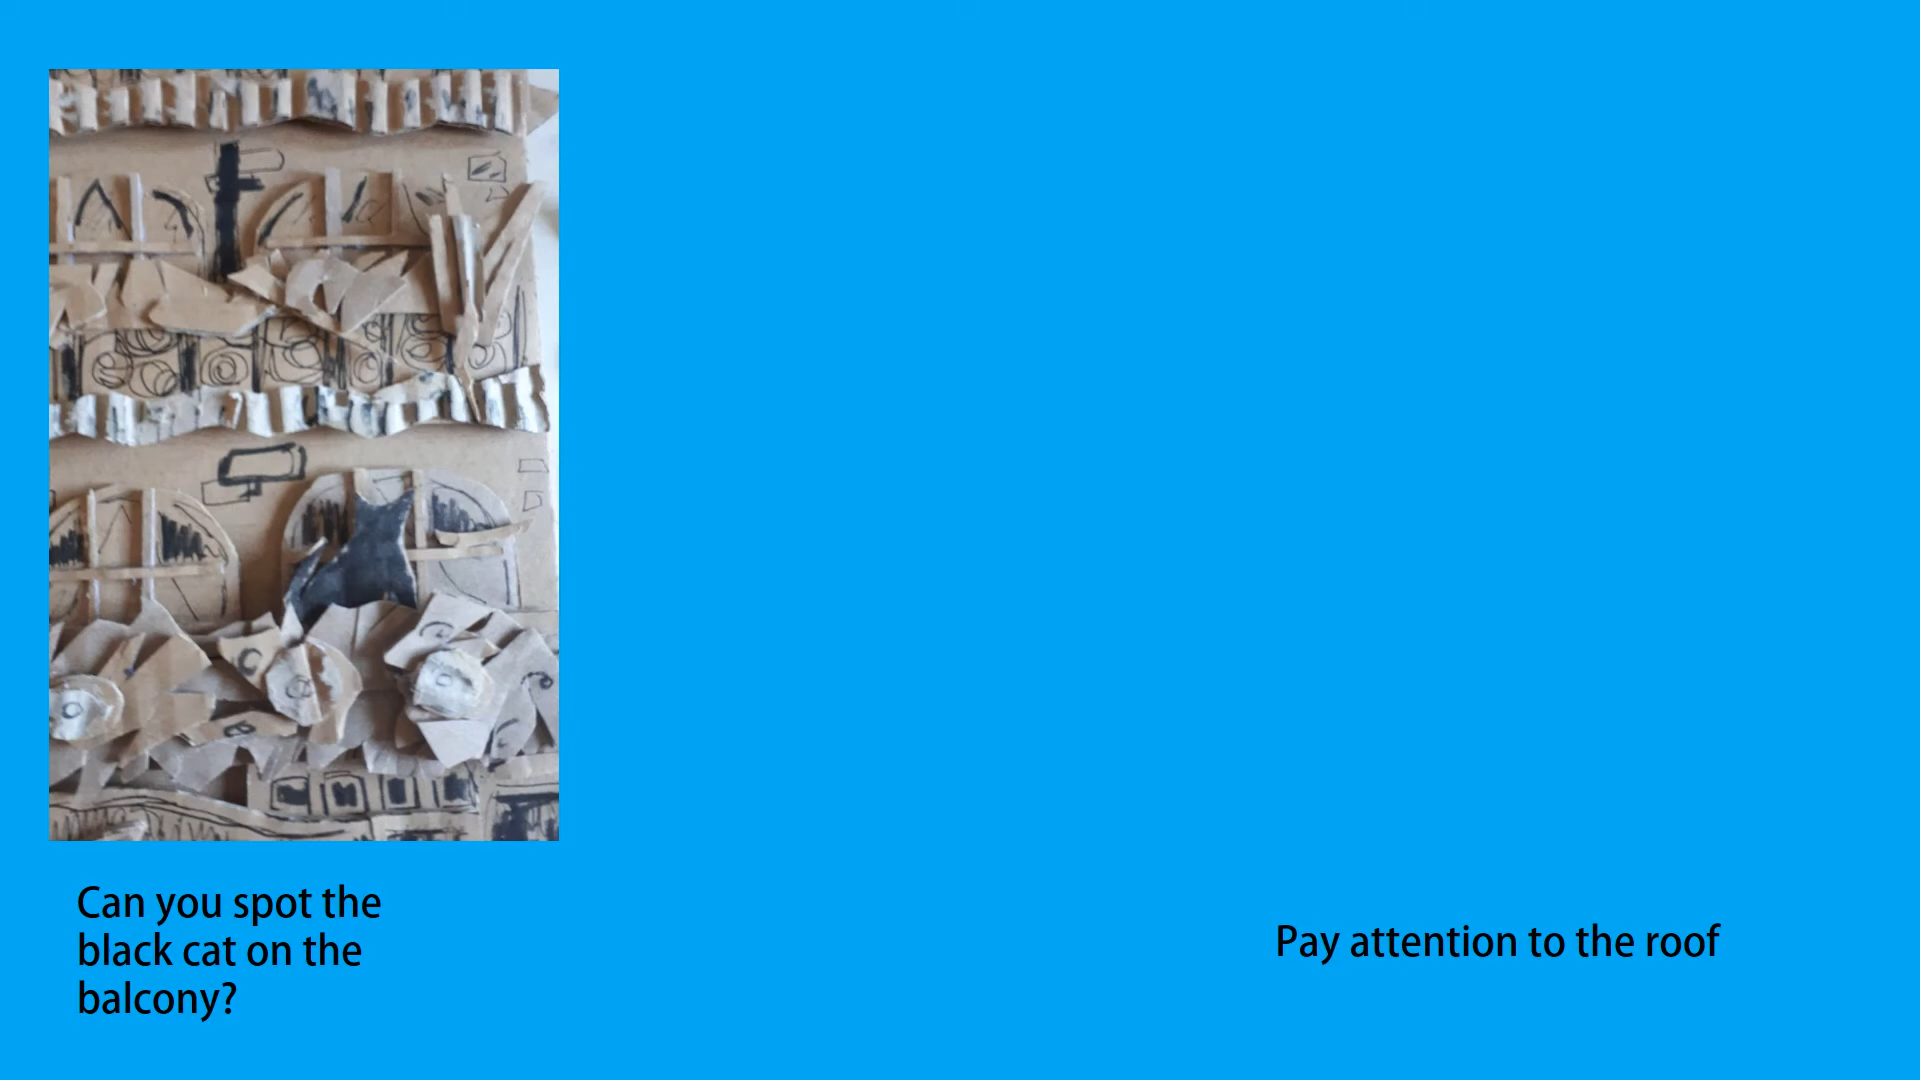 Can you spot the
black cat on the
balcony?
Pay attention to the roof